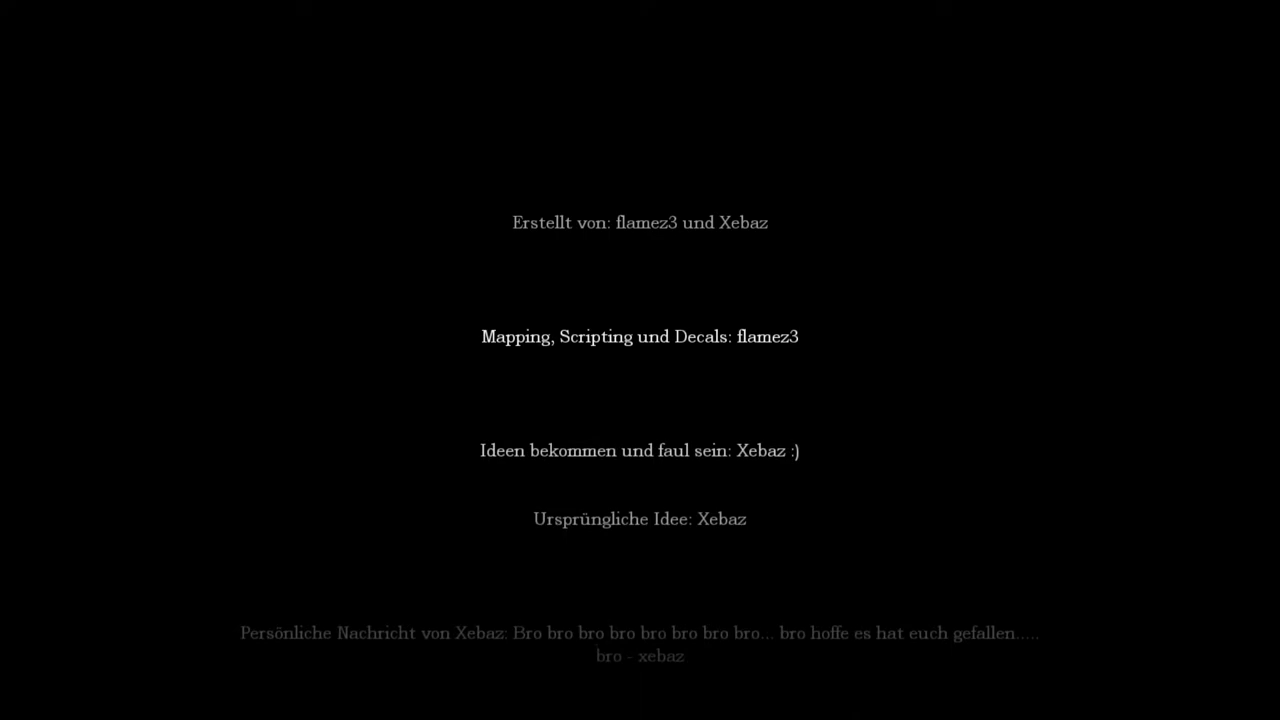 Erstellt von: flamez3 und Xebaz
Mapping, Scripting und Decals: flamez3
Ideen bekommen und faul sein: Xebaz :)
Ursprüngliche Idee: Xebaz
Persönliche Nachricht von Xebaz: Bro bro bro bro bro bro bro bro... bro hoffe es hat euch gefallen.....
bro - xebaz